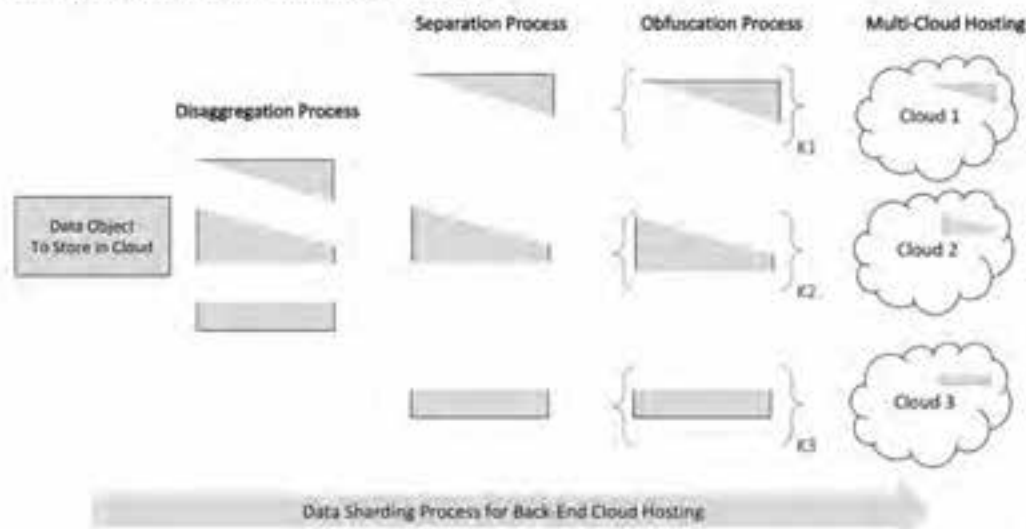 Separation Process
Obfuscation Process
Multi-Cloud Hosting
Disaggregation Process
Cloud 1
K1
Data Object
To Store in Cloud
Cloud 2
K2
Cloud 3
K3
Data Sharding Process for Back-End Cloud Hosting